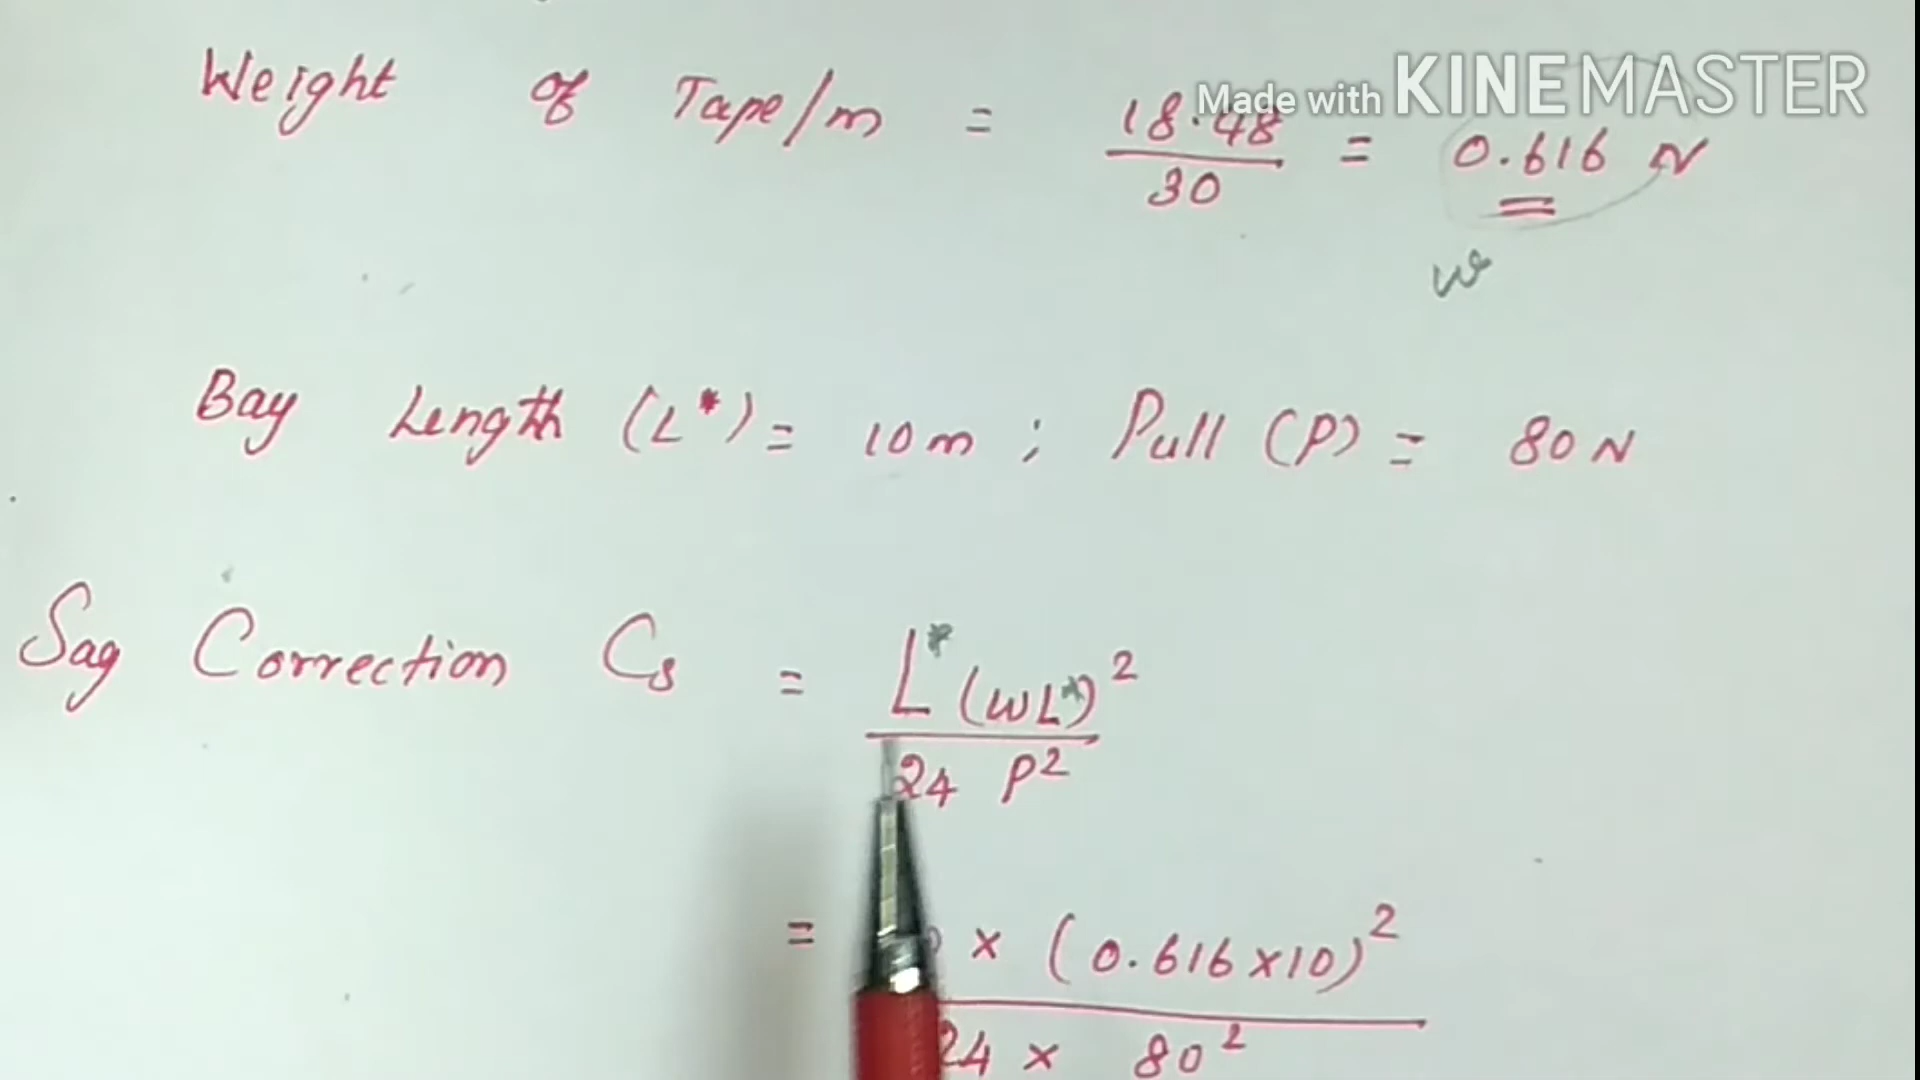 Made with KINEMASTER
Weight of Tape/m = 18.48/30 = 0.616 N
w
Bay Length (L*) = 10m ; Pull (P) = 80 N
Sag Correction Cs = L*(wL*)²/24 P²
= × (0.616×10)²/24 × 80²